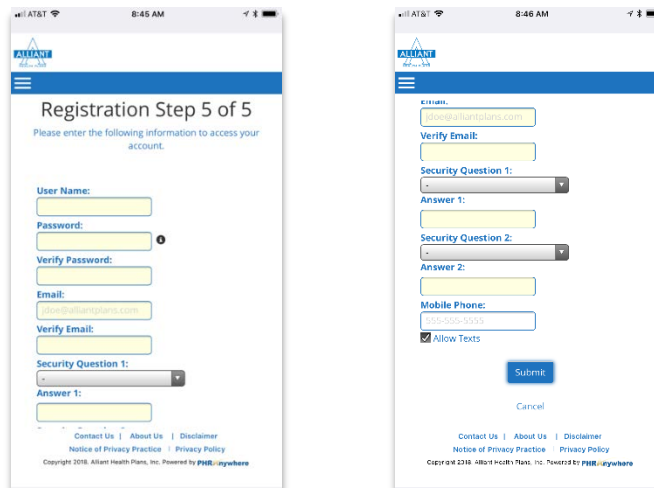 AT&T 8:45 AM
ALLIANT
Registration Step 5 of 5
Please enter the following information to access your
account.
User Name:
Password:
Verify Password:
Email:
jdoe@alliantplans.com
Verify Email:
Security Question 1:
-
Answer 1:
Contact Us | About Us | Disclaimer
Notice of Privacy Practice | Privacy Policy
Copyright 2018. Alliant Health Plans, Inc. Powered by PHRAnywhere
AT&T 8:46 AM
ALLIANT
Email:
jdoe@alliantplans.com
Verify Email:
Security Question 1:
-
Answer 1:
Security Question 2:
-
Answer 2:
Mobile Phone:
555-555-5555
Allow Texts
Submit
Cancel
Contact Us | About Us | Disclaimer
Notice of Privacy Practice | Privacy Policy
Copyright 2018. Alliant Health Plans, Inc. Powered by PHRAnywhere